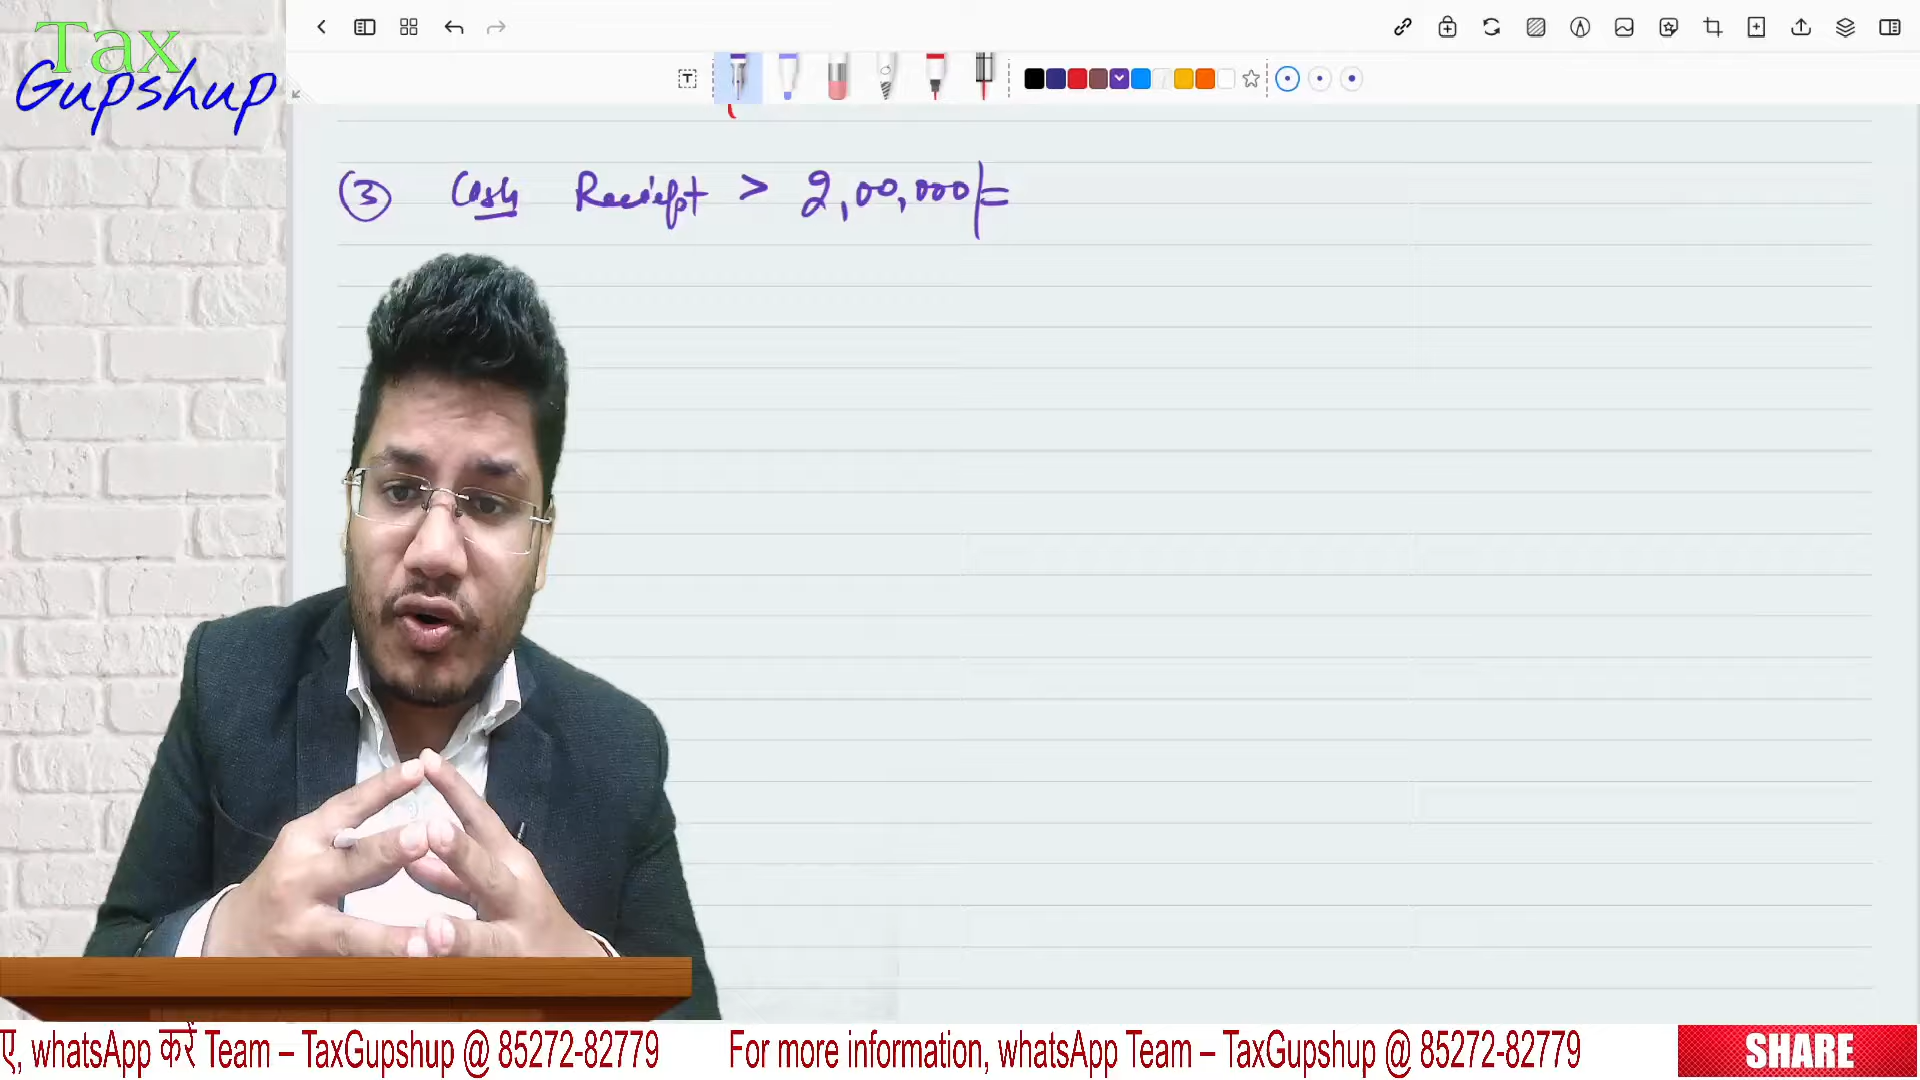 Tax
Gupshup
T
3 Cash Reciept > 2,00,000/=
ए, whatsApp करें Team – TaxGupshup @ 85272-82779 For more information, whatsApp Team – TaxGupshup @ 85272-82779
SHARE